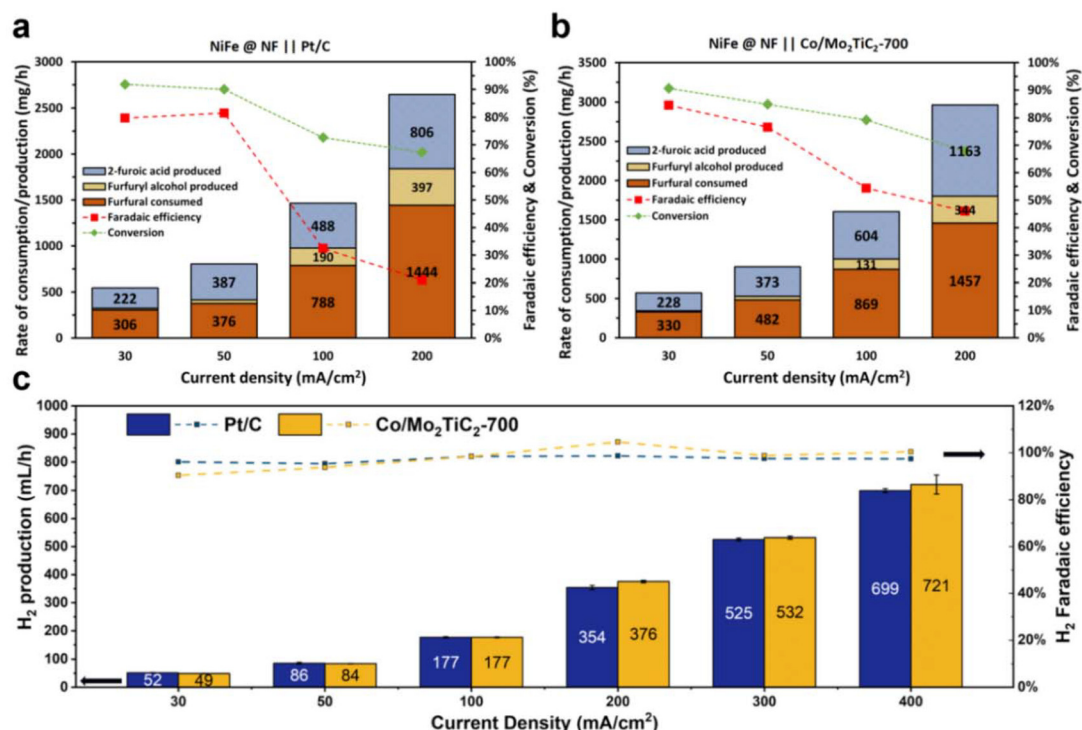 a
NiFe @ NF || Pt/C
Rate of consumption/production (mg/h)
3000
2500
2000
1500
1000
500
0
2-furoic acid produced
Furfuryl alcohol produced
Furfural consumed
Faradaic efficiency
Conversion
222
306
387
376
488
190
788
806
397
1444
100%
90%
80%
70%
60%
50%
40%
30%
20%
10%
0%
Faradaic efficiency & Conversion (%)
30 50 100 200
Current density (mA/cm²)
b
NiFe @ NF || Co/Mo₂TiC₂-700
Rate of consumption/production (mg/h)
3500
3000
2500
2000
1500
1000
500
0
2-furoic acid produced
Furfuryl alcohol produced
Furfural consumed
Faradaic efficiency
Conversion
228
330
373
482
604
131
869
1163
1457
100%
90%
80%
70%
60%
50%
40%
30%
20%
10%
0%
Faradaic efficiency & Conversion (%)
30 50 100 200
Current density (mA/cm²)
c
H₂ production (mL/h)
1000
900
800
700
600
500
400
300
200
100
0
Pt/C
Co/Mo₂TiC₂-700
52 49
86 84
177 177
354 376
525 532
699 721
120%
100%
80%
60%
40%
20%
0%
H₂ Faradaic efficiency
30 50 100 200 300 400
Current Density (mA/cm²)